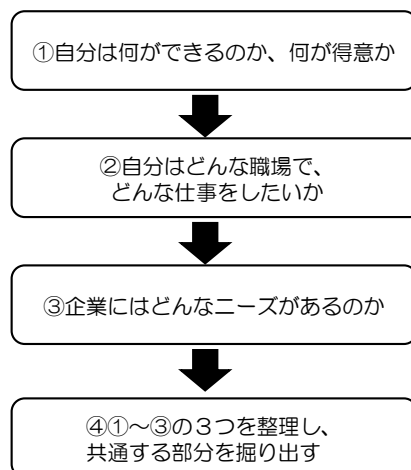 ①自分は何ができるのか、何が得意か
②自分はどんな職場で、
どんな仕事をしたいか
③企業にはどんなニーズがあるのか
④①～③の３つを整理し、
共通する部分を掘り出す